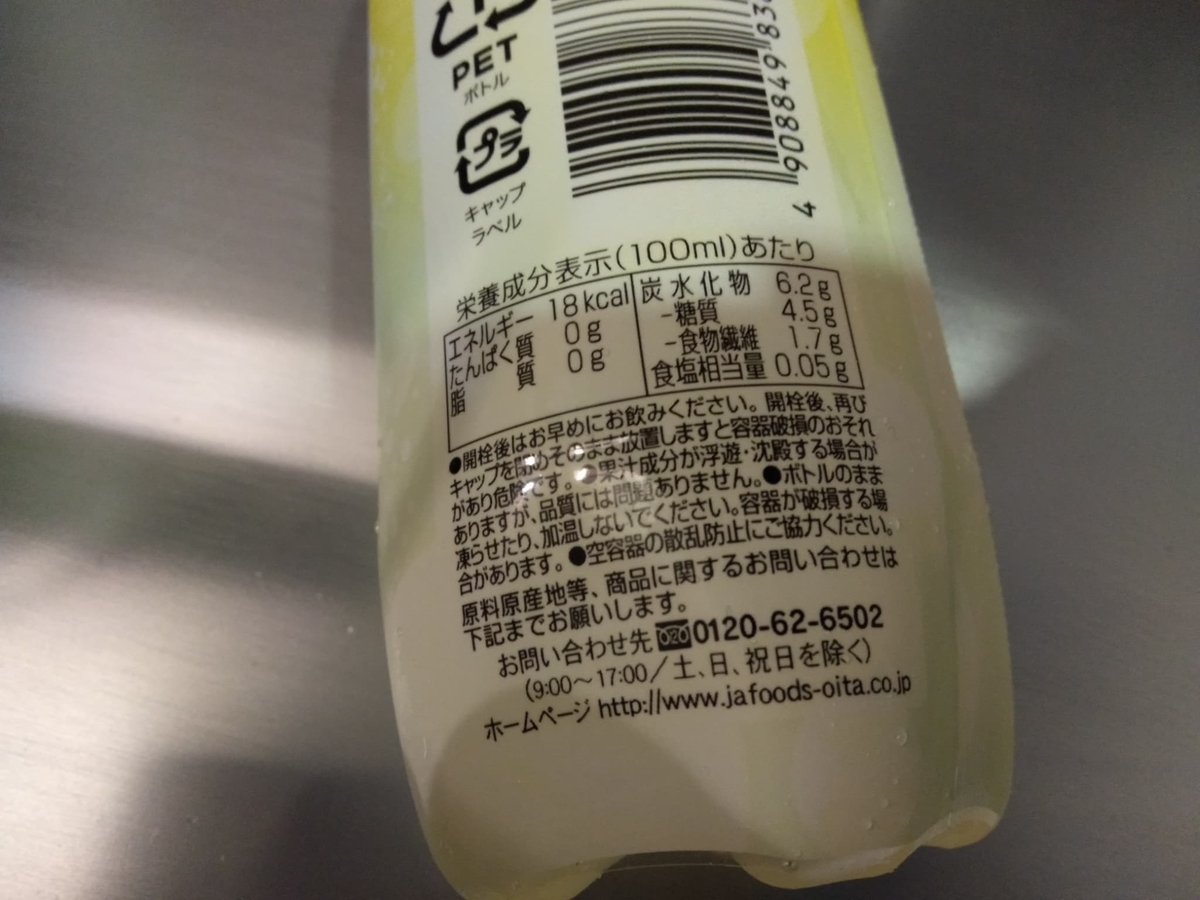 PET
ボトル
プラ
キャップ
ラベル
4 908849 83
栄養成分表示(100ml)あたり
エネルギー 18kcal
たんぱく質 0g
脂質 0g
炭水化物 6.2g
-糖質 4.5g
-食物繊維 1.7g
食塩相当量 0.05g
●開栓後はお早めにお飲みください。開栓後、再び
キャップを閉めそのまま放置しますと容器破損のおそれ
があり危険です。●果汁成分が浮遊・沈殿する場合が
ありますが、品質には問題ありません。●ボトルのまま
凍らせたり、加温しないでください。容器が破損する場
合があります。●空容器の散乱防止にご協力ください。
原料原産地等、商品に関するお問い合わせは
下記までお願いします。
お問い合わせ先 0120-62-6502
(9:00〜17:00/土、日、祝日を除く)
ホームページ http://www.jafoods-oita.co.jp